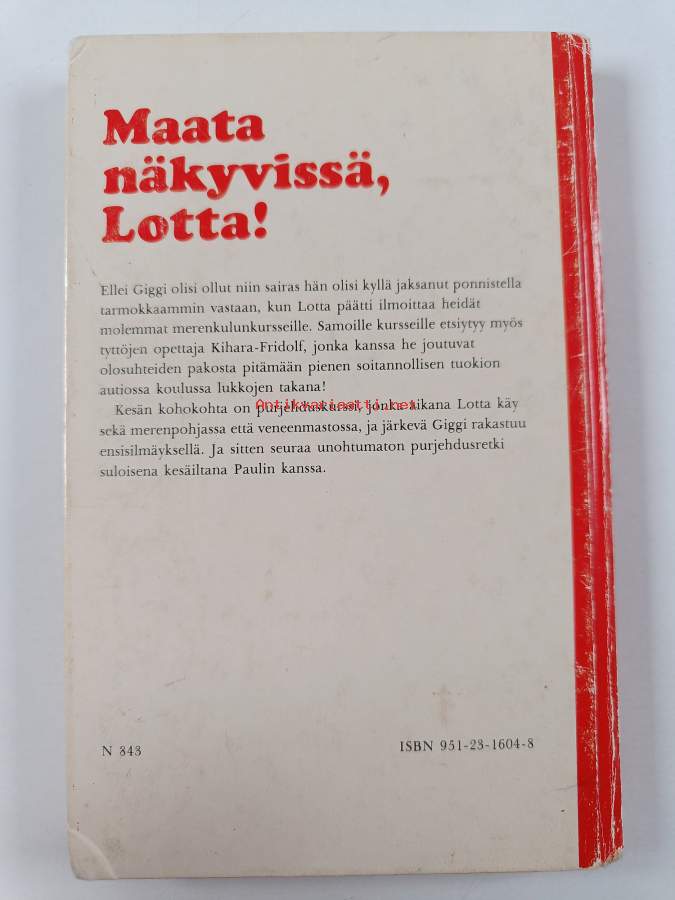 Maata
näkyvissä,
Lotta!
Ellei Giggi olisi ollut niin sairas hän olisi kyllä jaksanut ponnistella
tarmokkaammin vastaan, kun Lotta päätti ilmoittaa heidät
molemmat merenkulunkursseille. Samoille kursseille etsiytyy myös
tyttöjen opettaja Kihara-Fridolf, jonka kanssa he joutuvat
olosuhteiden pakosta pitämään pienen soitannollisen tuokion
autiossa koulussa lukkojen takana!
Antikvariaatti.net
Kesän kohokohta on purjehduskurssi, jonka aikana Lotta käy
sekä merenpohjassa että veneenmastossa, ja järkevä Giggi rakastuu
ensisilmäyksellä. Ja sitten seuraa unohtumaton purjehdusretki
suloisena kesäiltana Paulin kanssa.
N 343
ISBN 951-23-1604-8